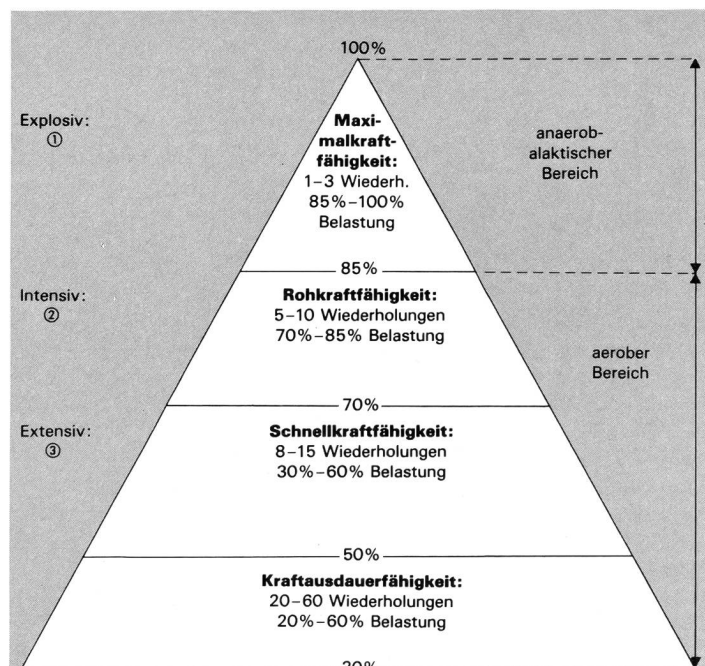 100%
Explosiv:
①
Maxi-
malkraft-
fähigkeit:
1–3 Wiederh.
85%–100%
Belastung
anaerob-
alaktischer
Bereich
85%
Intensiv:
②
Rohkraftfähigkeit:
5–10 Wiederholungen
70%–85% Belastung
aerober
Bereich
70%
Extensiv:
③
Schnellkraftfähigkeit:
8–15 Wiederholungen
30%–60% Belastung
50%
Kraftausdauerfähigkeit:
20–60 Wiederholungen
20%–60% Belastung